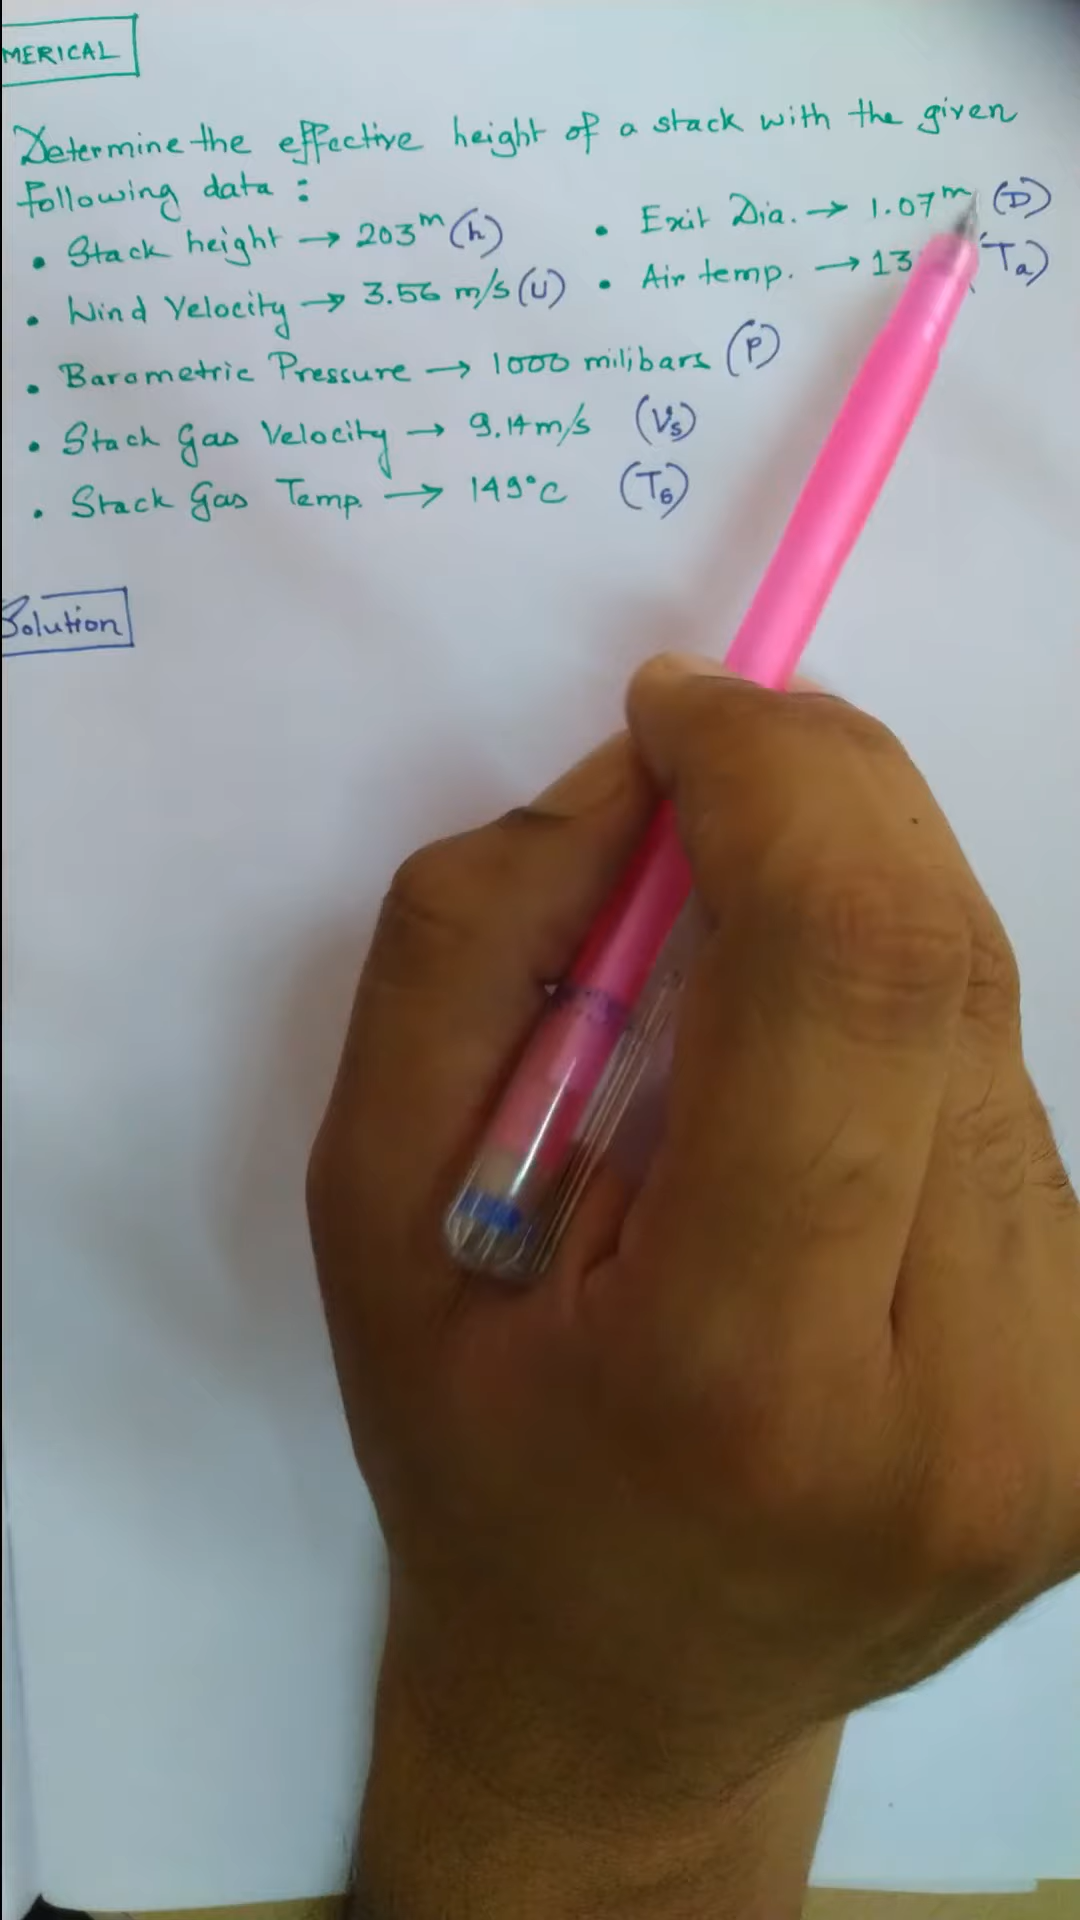 MERICAL
Determine the effective height of a stack with the given
following data :
• Stack height → 203m (h)
• Exit Dia. → 1.07m (D)
• Wind Velocity → 3.56 m/s (U)
• Air temp. → 13 (Ta)
• Barometric Pressure → 1000 milibars (P)
• Stack Gas Velocity → 9.14 m/s (Vs)
• Stack Gas Temp. → 149°C (Ts)
Solution